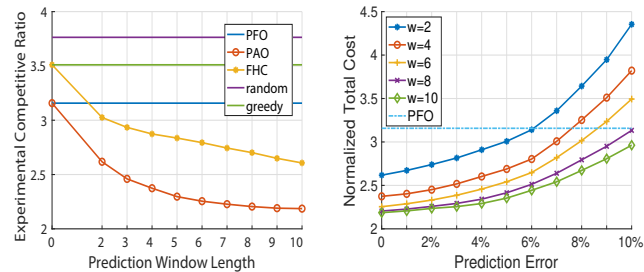 Experimental Competitive Ratio
4
3.5
3
2.5
2
PFO
PAO
FHC
random
greedy
0 2 3 4 5 6 7 8 9 10
Prediction Window Length
Normalized Total Cost
4.5
4
3.5
3
2.5
2
w=2
w=4
w=6
w=8
w=10
PFO
0 2% 4% 6% 8% 10%
Prediction Error